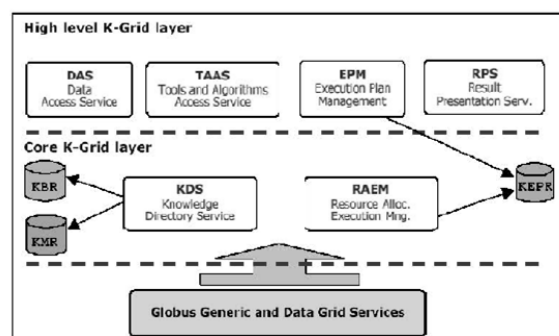 High level K-Grid layer
DAS
Data
Access Service
TAAS
Tools and Algorithms
Access Service
EPM
Execution Plan
Management
RPS
Result
Presentation Serv.
Core K-Grid layer
KBR
KDS
Knowledge
Directory Service
RAEM
Resource Alloc.
Execution Mng.
KEPR
KMR
Globus Generic and Data Grid Services